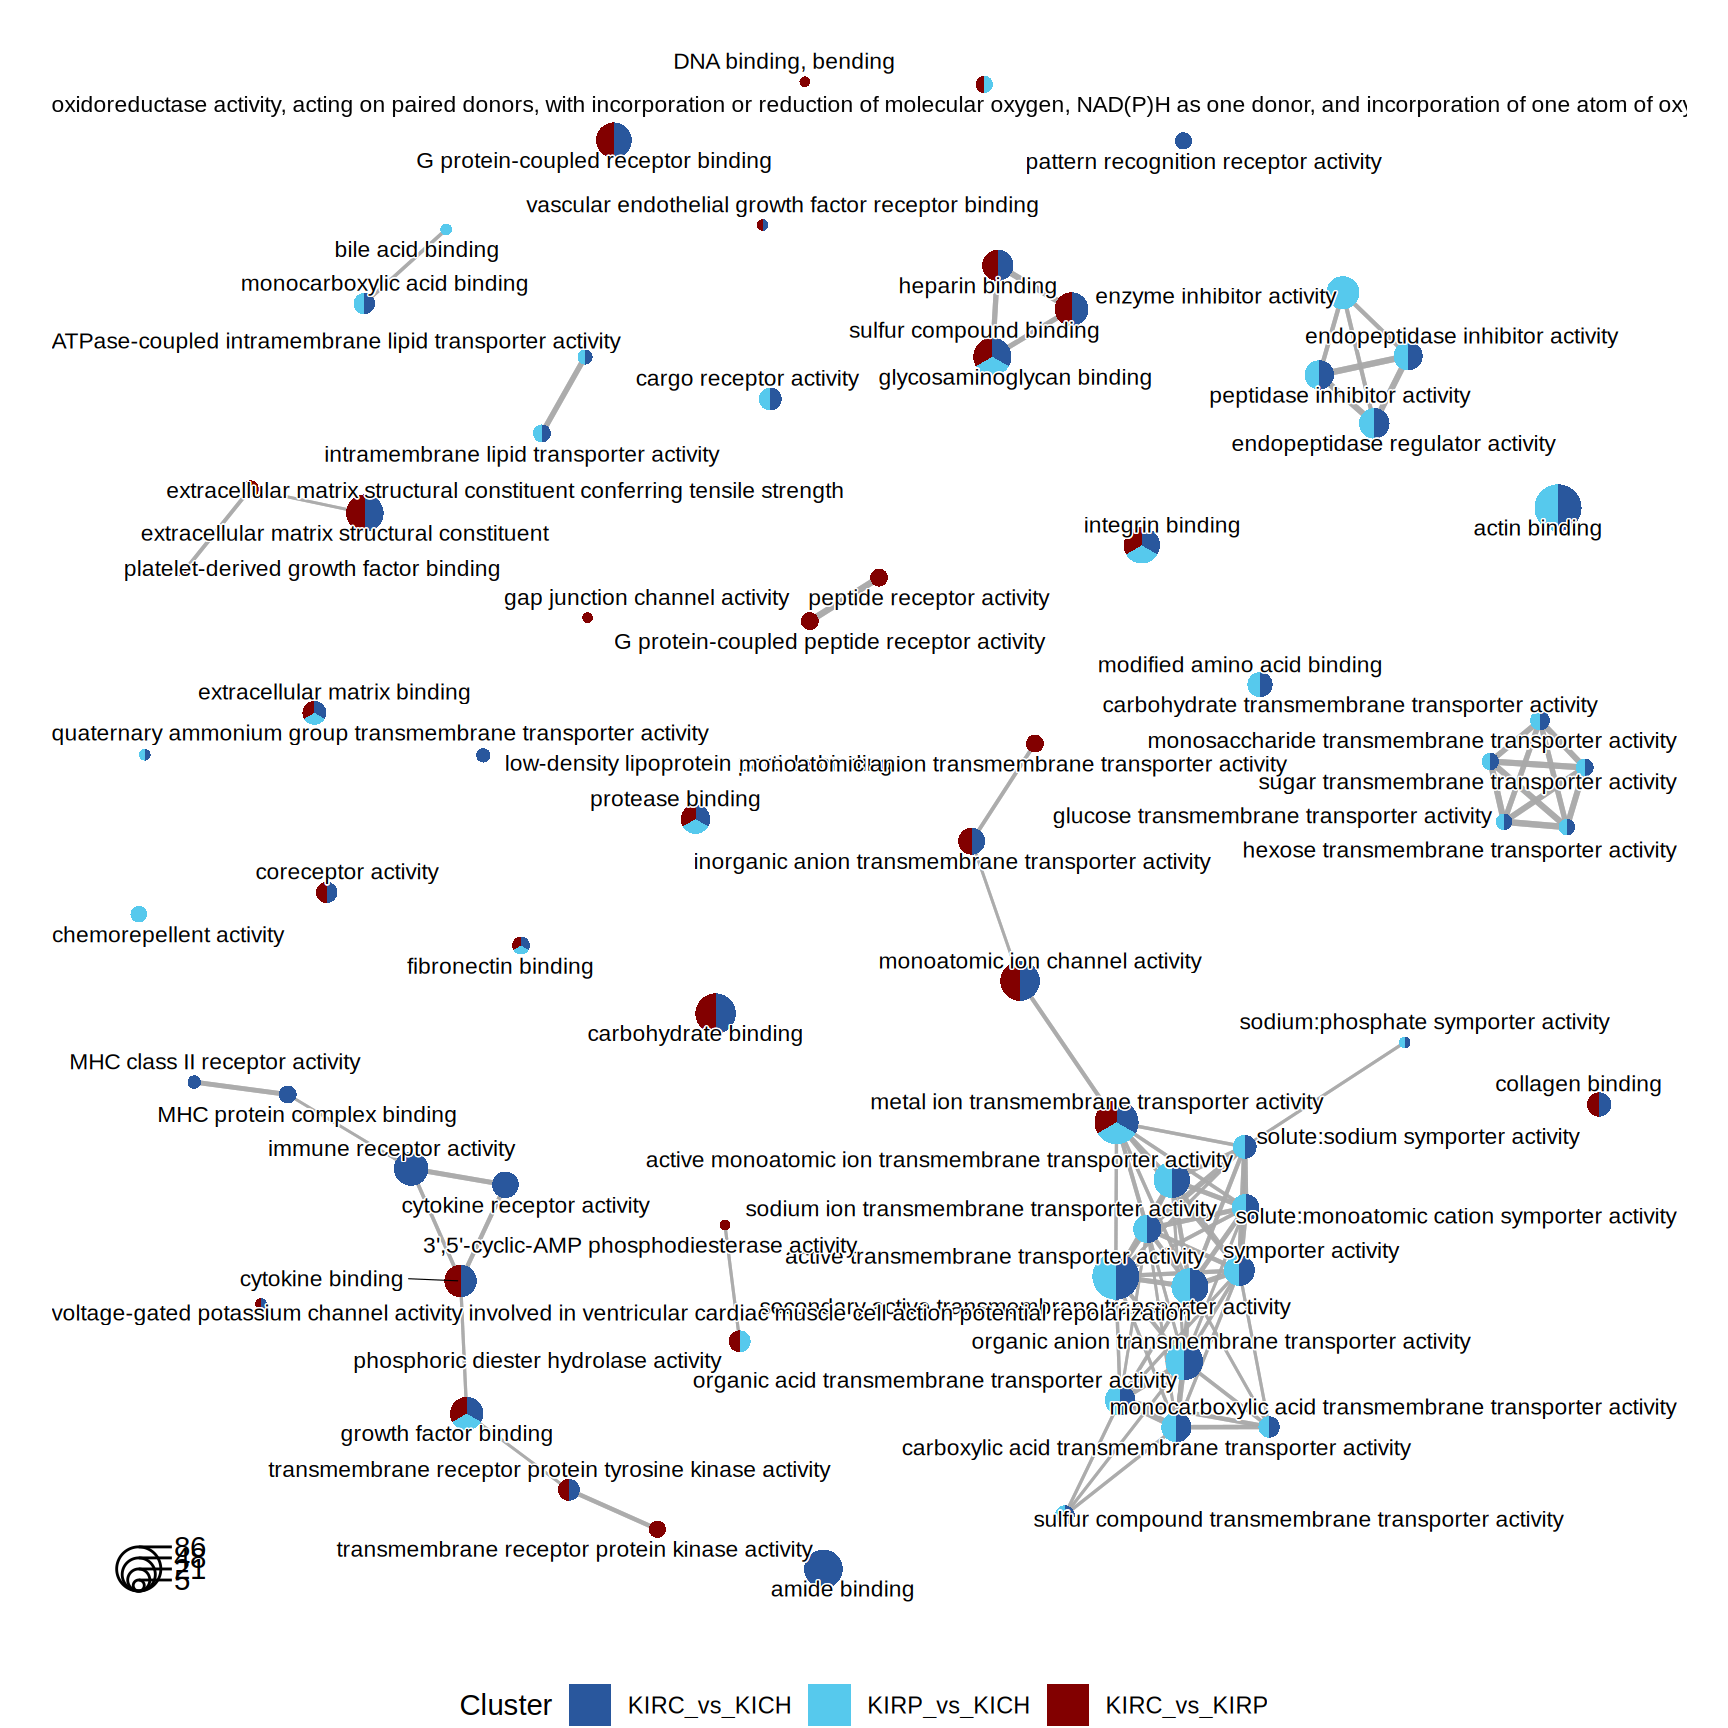 DNA binding, bending
oxidoreductase activity, acting on paired donors, with incorporation or reduction of molecular oxygen, NAD(P)H as one donor, and incorporation of one atom of oxy
G protein-coupled receptor binding
pattern recognition receptor activity
vascular endothelial growth factor receptor binding
bile acid binding
monocarboxylic acid binding
heparin binding
enzyme inhibitor activity
sulfur compound binding
endopeptidase inhibitor activity
ATPase-coupled intramembrane lipid transporter activity
cargo receptor activity
glycosaminoglycan binding
peptidase inhibitor activity
endopeptidase regulator activity
intramembrane lipid transporter activity
extracellular matrix structural constituent conferring tensile strength
extracellular matrix structural constituent
integrin binding
actin binding
platelet-derived growth factor binding
gap junction channel activity
peptide receptor activity
G protein-coupled peptide receptor activity
modified amino acid binding
extracellular matrix binding
carbohydrate transmembrane transporter activity
quaternary ammonium group transmembrane transporter activity
monosaccharide transmembrane transporter activity
low-density lipoprotein
monoatomic anion transmembrane transporter activity
sugar transmembrane transporter activity
protease binding
glucose transmembrane transporter activity
hexose transmembrane transporter activity
inorganic anion transmembrane transporter activity
coreceptor activity
chemorepellent activity
fibronectin binding
monoatomic ion channel activity
carbohydrate binding
sodium:phosphate symporter activity
MHC class II receptor activity
collagen binding
metal ion transmembrane transporter activity
MHC protein complex binding
solute:sodium symporter activity
immune receptor activity
active monoatomic ion transmembrane transporter activity
cytokine receptor activity
sodium ion transmembrane transporter activity
solute:monoatomic cation symporter activity
3',5'-cyclic-AMP phosphodiesterase activity
active transmembrane transporter activity
symporter activity
cytokine binding
secondary active transmembrane transporter activity
voltage-gated potassium channel activity involved in ventricular cardiac muscle cell action potential repolarization
organic anion transmembrane transporter activity
phosphoric diester hydrolase activity
organic acid transmembrane transporter activity
monocarboxylic acid transmembrane transporter activity
growth factor binding
carboxylic acid transmembrane transporter activity
transmembrane receptor protein tyrosine kinase activity
sulfur compound transmembrane transporter activity
transmembrane receptor protein kinase activity
amide binding
86
48
21
5
Cluster
KIRC_vs_KICH
KIRP_vs_KICH
KIRC_vs_KIRP